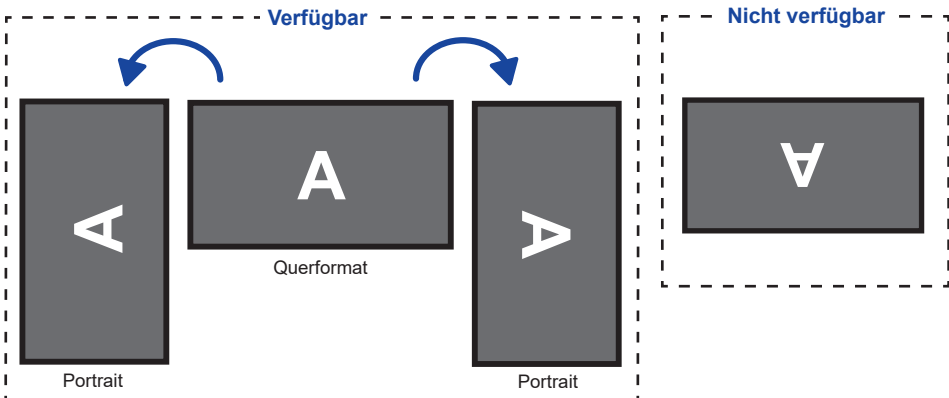 Verfügbar
Nicht verfügbar
A
A
A
A
Querformat
Portrait
Portrait